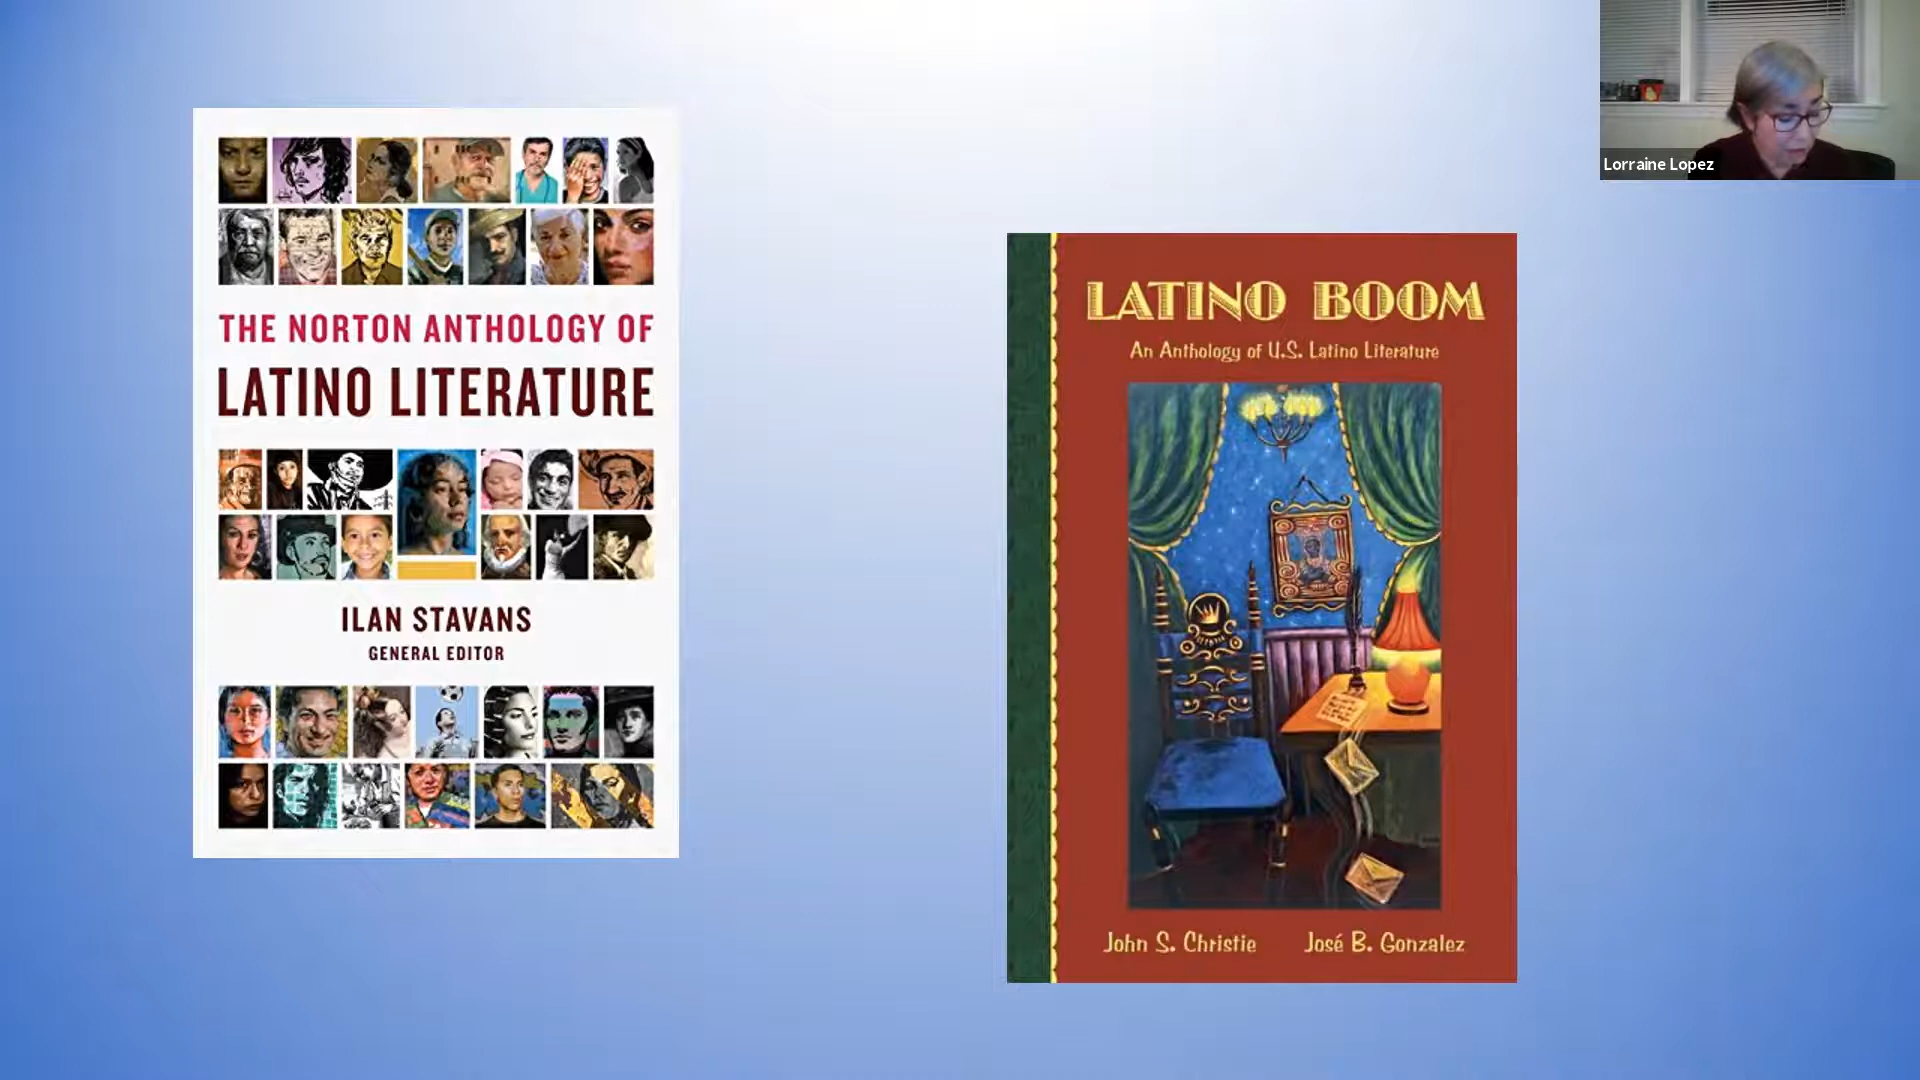 THE NORTON ANTHOLOGY OF
LATINO LITERATURE
ILAN STAVANS
GENERAL EDITOR
LATINO BOOM
An Anthology of U.S. Latino Literature
John S. Christie José B. Gonzalez
Lorraine Lopez